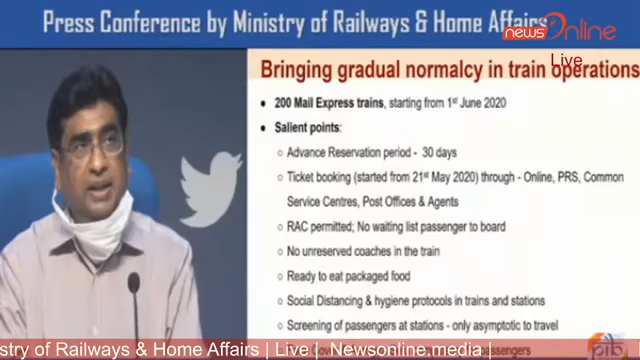 Press Conference by Ministry of Railways & Home Affairs
newsOnline
Live
Bringing gradual normalcy in train operations
• 200 Mail Express trains, starting from 1st June 2020
• Salient points:
○ Advance Reservation period - 30 days
○ Ticket booking (started from 21st May 2020) through - Online, PRS, Common
Service Centres, Post Offices & Agents
○ RAC permitted; No waiting list passenger to board
○ No unreserved coaches in the train
○ Ready to eat packaged food
○ Social Distancing & hygiene protocols in trains and stations
○ Screening of passengers at stations - only asymptotic to travel
passengers
pib
stry of Railways & Home Affairs | Live | Newsonline.media